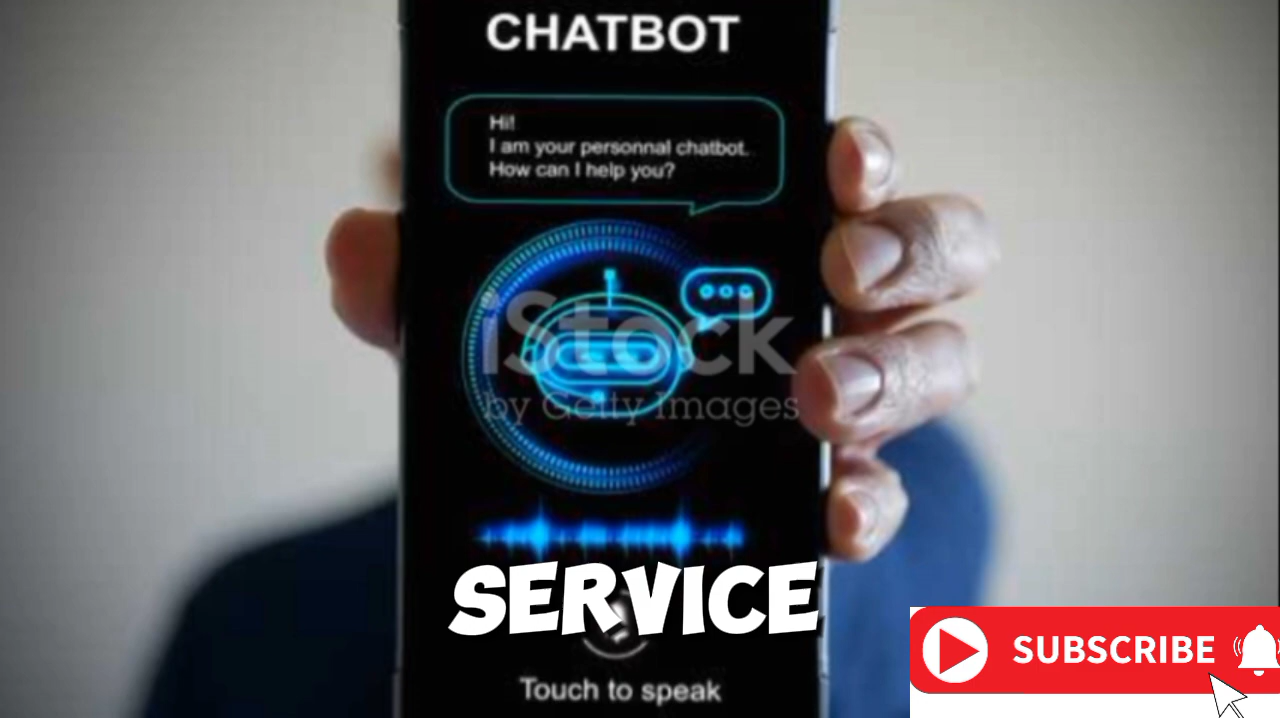 CHATBOT
Hi!
I am your personnal chatbot.
How can I help you?
iStock
by Getty Images
SERVICE
SUBSCRIBE
Touch to speak